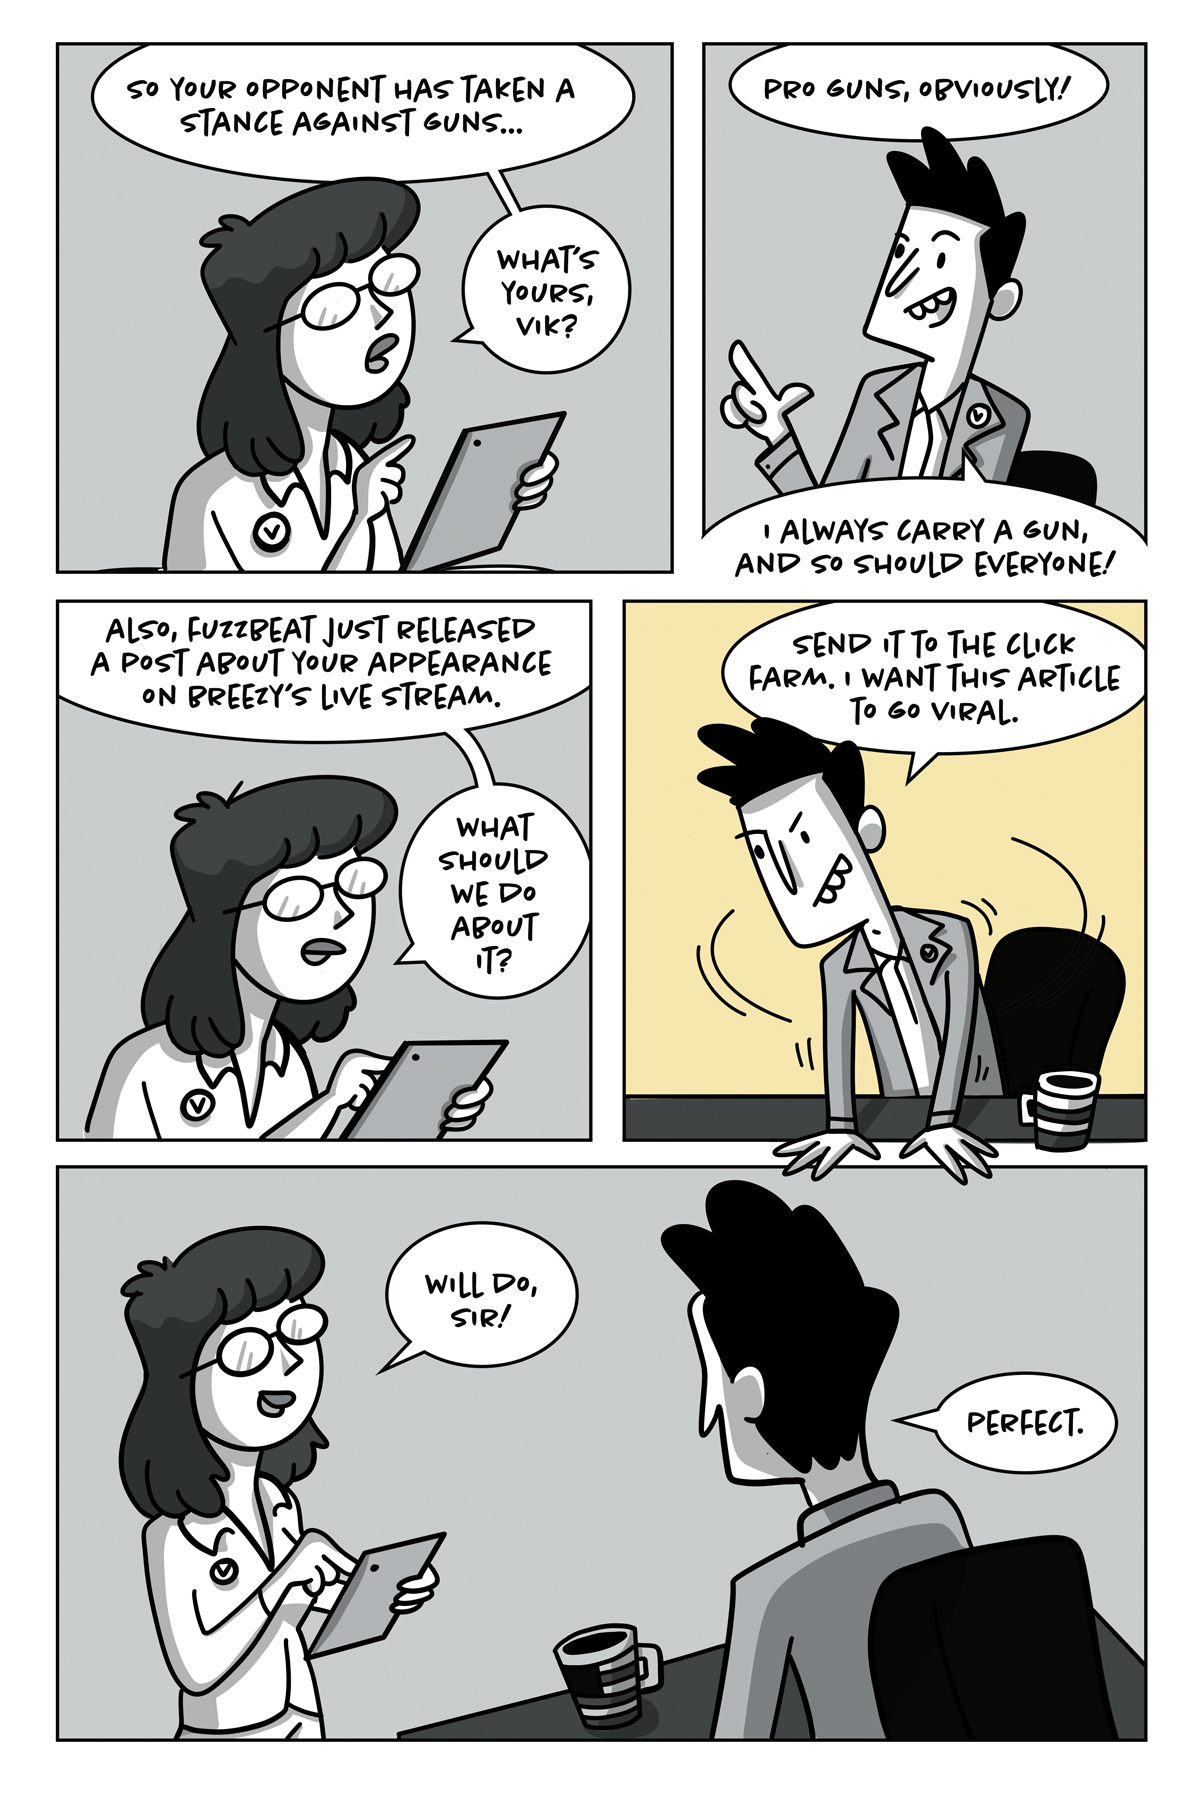 SO YOUR OPPONENT HAS TAKEN A
STANCE AGAINST GUNS...
WHAT'S
YOURS,
VIK?
V
PRO GUNS, OBVIOUSLY!
V
I ALWAYS CARRY A GUN,
AND SO SHOULD EVERYONE!
ALSO, FUZZBEAT JUST RELEASED
A POST ABOUT YOUR APPEARANCE
ON BREEZY'S LIVE STREAM.
WHAT
SHOULD
WE DO
ABOUT
IT?
V
SEND IT TO THE CLICK
FARM. I WANT THIS ARTICLE
TO GO VIRAL.
V
WILL DO,
SIR!
V
PERFECT.